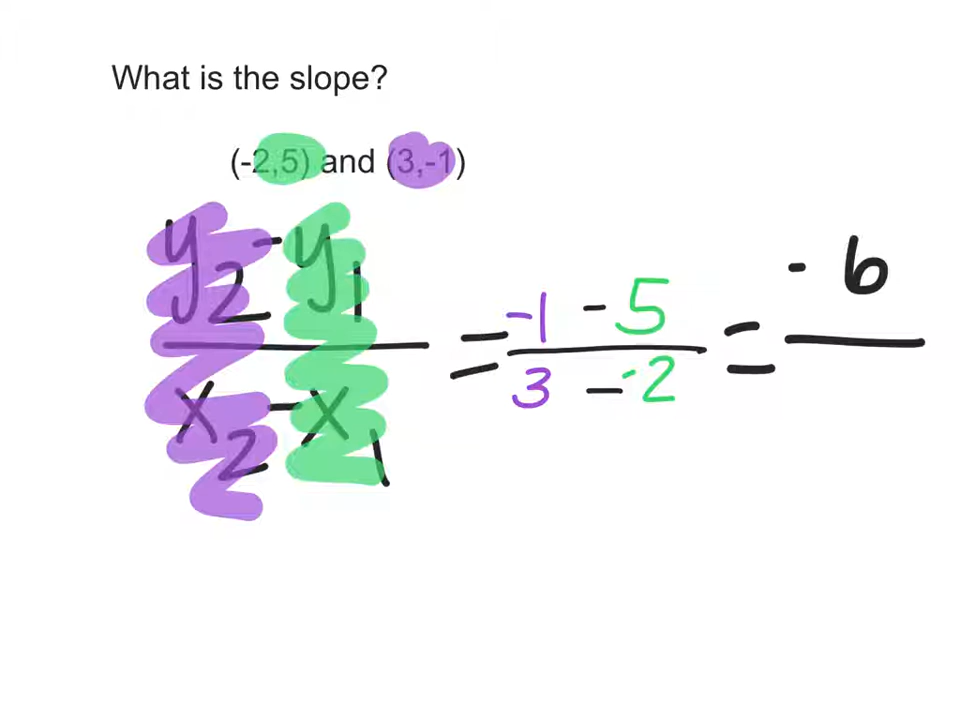 What is the slope?
(-2,5) and (3,-1)
y2 - y1 = -1 - 5 = - 6
x2 - x1 3 - -2